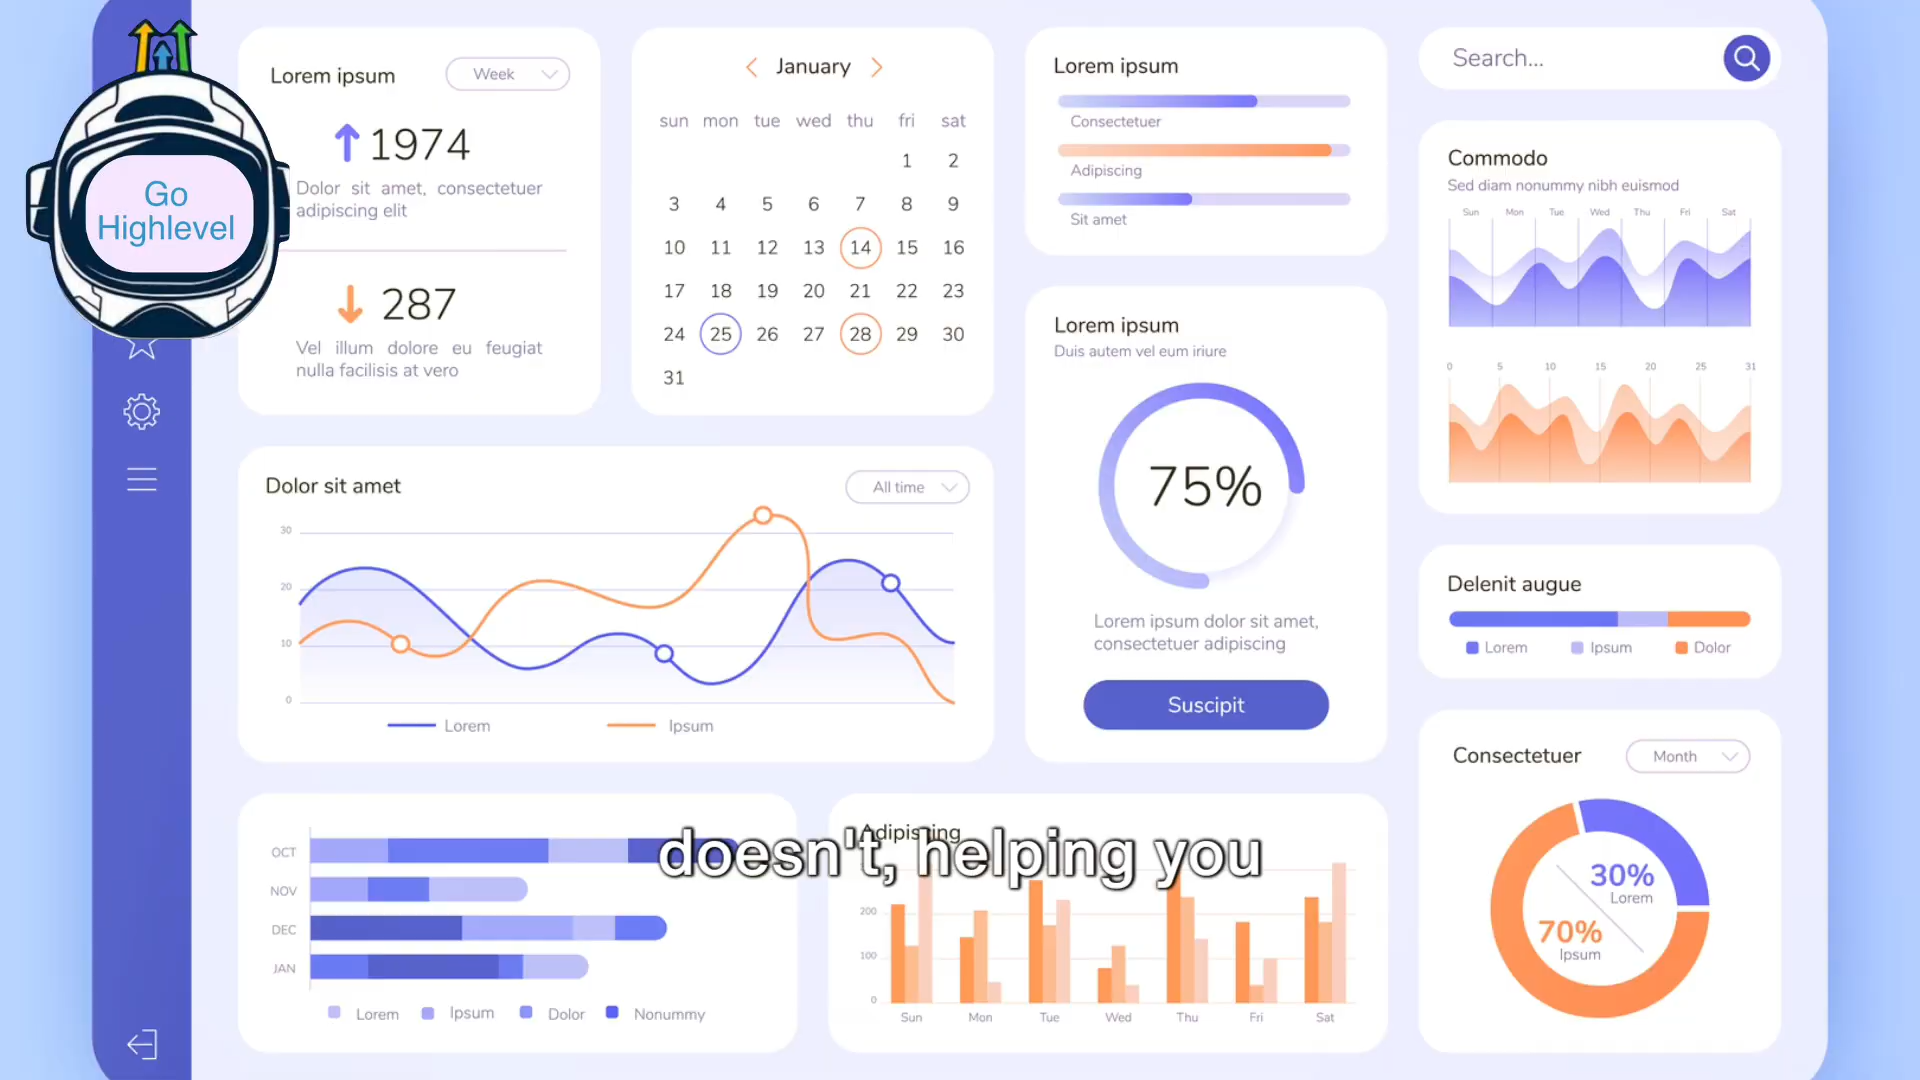 Go
Highlevel
Lorem ipsum
Week
1974
Dolor sit amet, consectetuer
adipiscing elit
287
Vel illum dolore eu feugiat
nulla facilisis at vero
January
sun mon tue wed thu fri sat
1 2
3 4 5 6 7 8 9
10 11 12 13 14 15 16
17 18 19 20 21 22 23
24 25 26 27 28 29 30
31
Lorem ipsum
Consectetuer
Adipiscing
Sit amet
Search...
Commodo
Sed diam nonummy nibh euismod
Sun Mon Tue Wed Thu Fri Sat
0 5 10 15 20 25 31
Dolor sit amet
All time
30
20
10
0
Lorem Ipsum
Lorem ipsum
Duis autem vel eum iriure
75%
Lorem ipsum dolor sit amet,
consectetuer adipiscing
Suscipit
Delenit augue
Lorem Ipsum Dolor
Consectetuer
Month
30%
Lorem
70%
Ipsum
OCT
NOV
DEC
JAN
Lorem Ipsum Dolor Nonummy
Adipiscing
doesn't, helping you
200
100
0
Sun Mon Tue Wed Thu Fri Sat